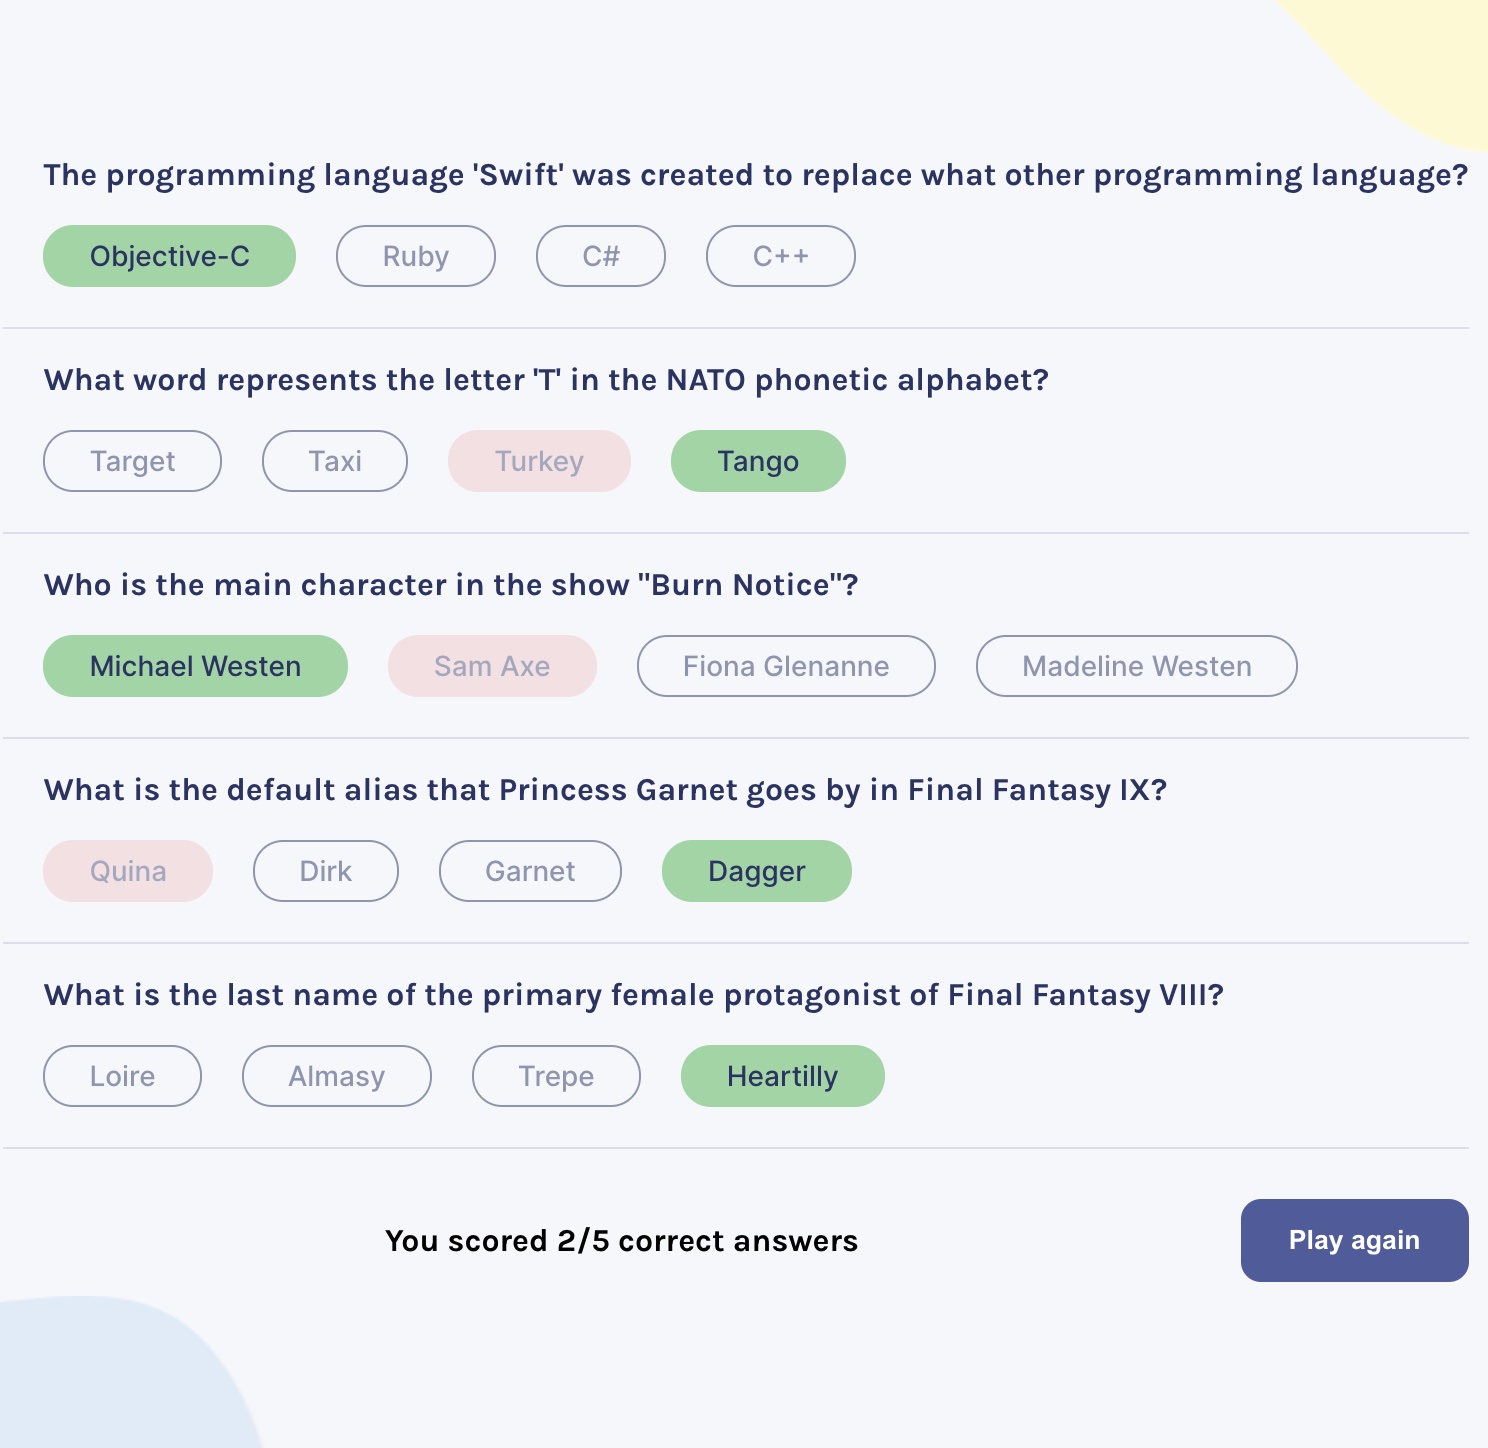 The programming language 'Swift' was created to replace what other programming language?
Objective-C Ruby C# C++
What word represents the letter 'T' in the NATO phonetic alphabet?
Target Taxi Turkey Tango
Who is the main character in the show "Burn Notice"?
Michael Westen Sam Axe Fiona Glenanne Madeline Westen
What is the default alias that Princess Garnet goes by in Final Fantasy IX?
Quina Dirk Garnet Dagger
What is the last name of the primary female protagonist of Final Fantasy VIII?
Loire Almasy Trepe Heartilly
You scored 2/5 correct answers Play again